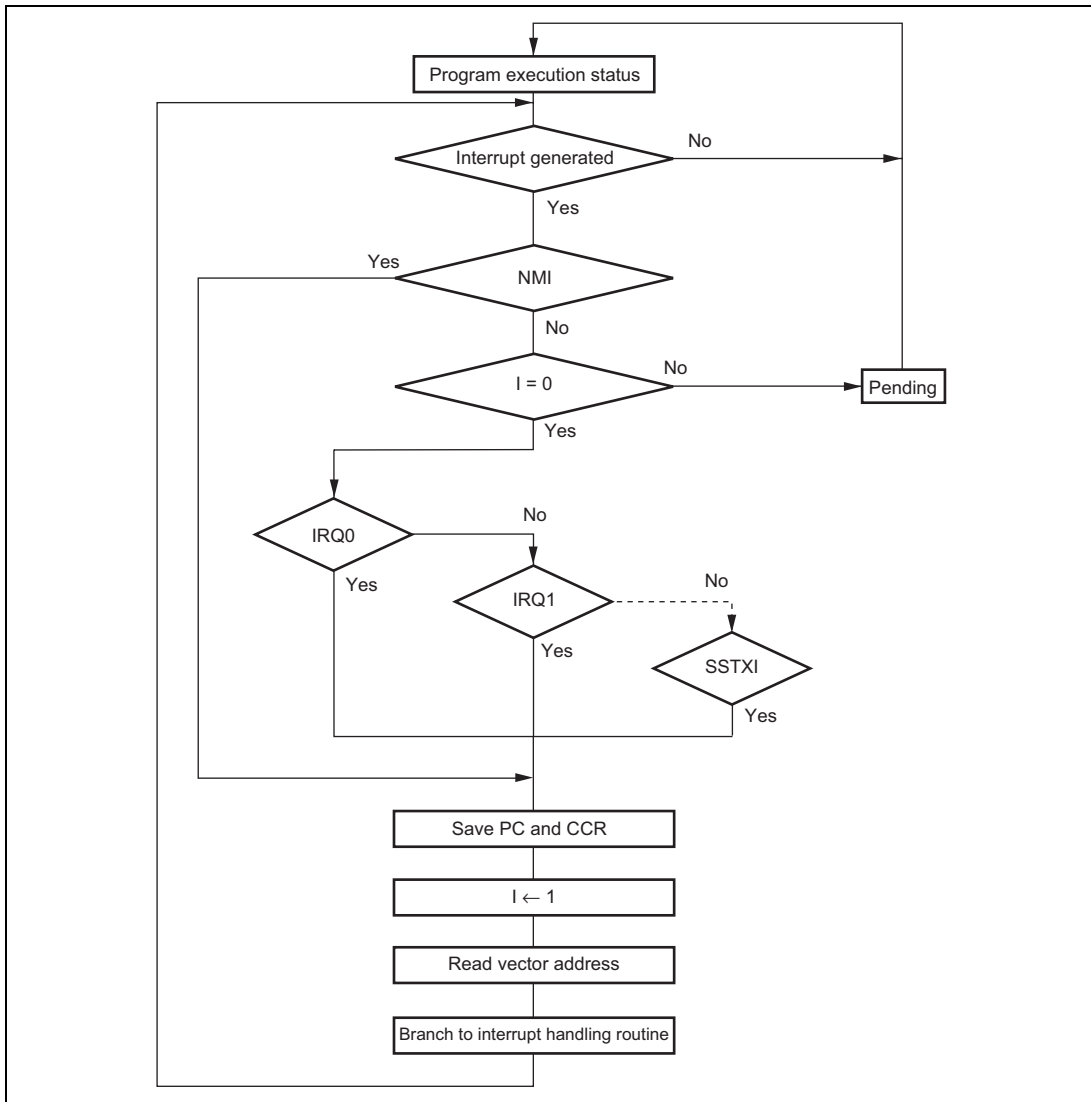 Program execution status
Interrupt generated
No
Yes
Yes
NMI
No
I = 0
No
Pending
Yes
IRQ0
No
Yes
IRQ1
No
Yes
SSTXI
Yes
Save PC and CCR
I ← 1
Read vector address
Branch to interrupt handling routine